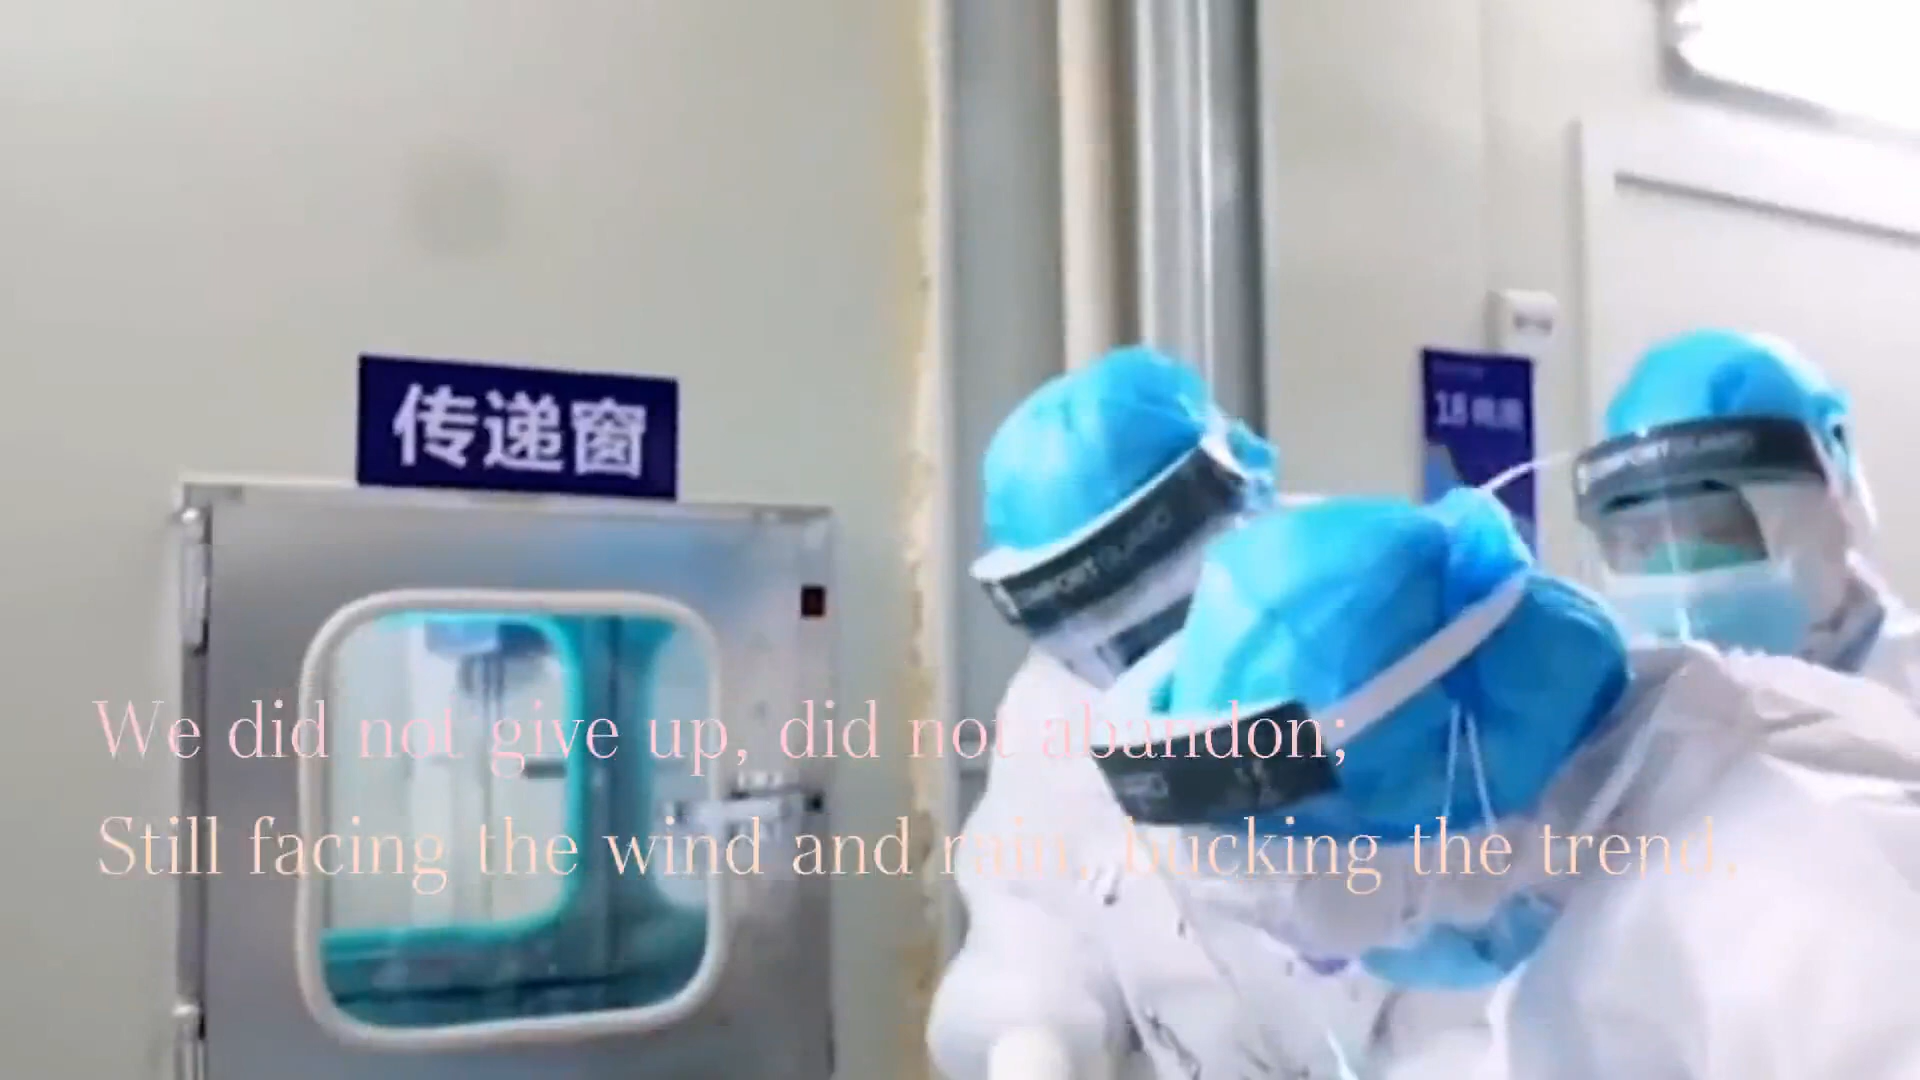 传递窗
18
We did not give up, did not abandon;
Still facing the wind and rain, bucking the trend.